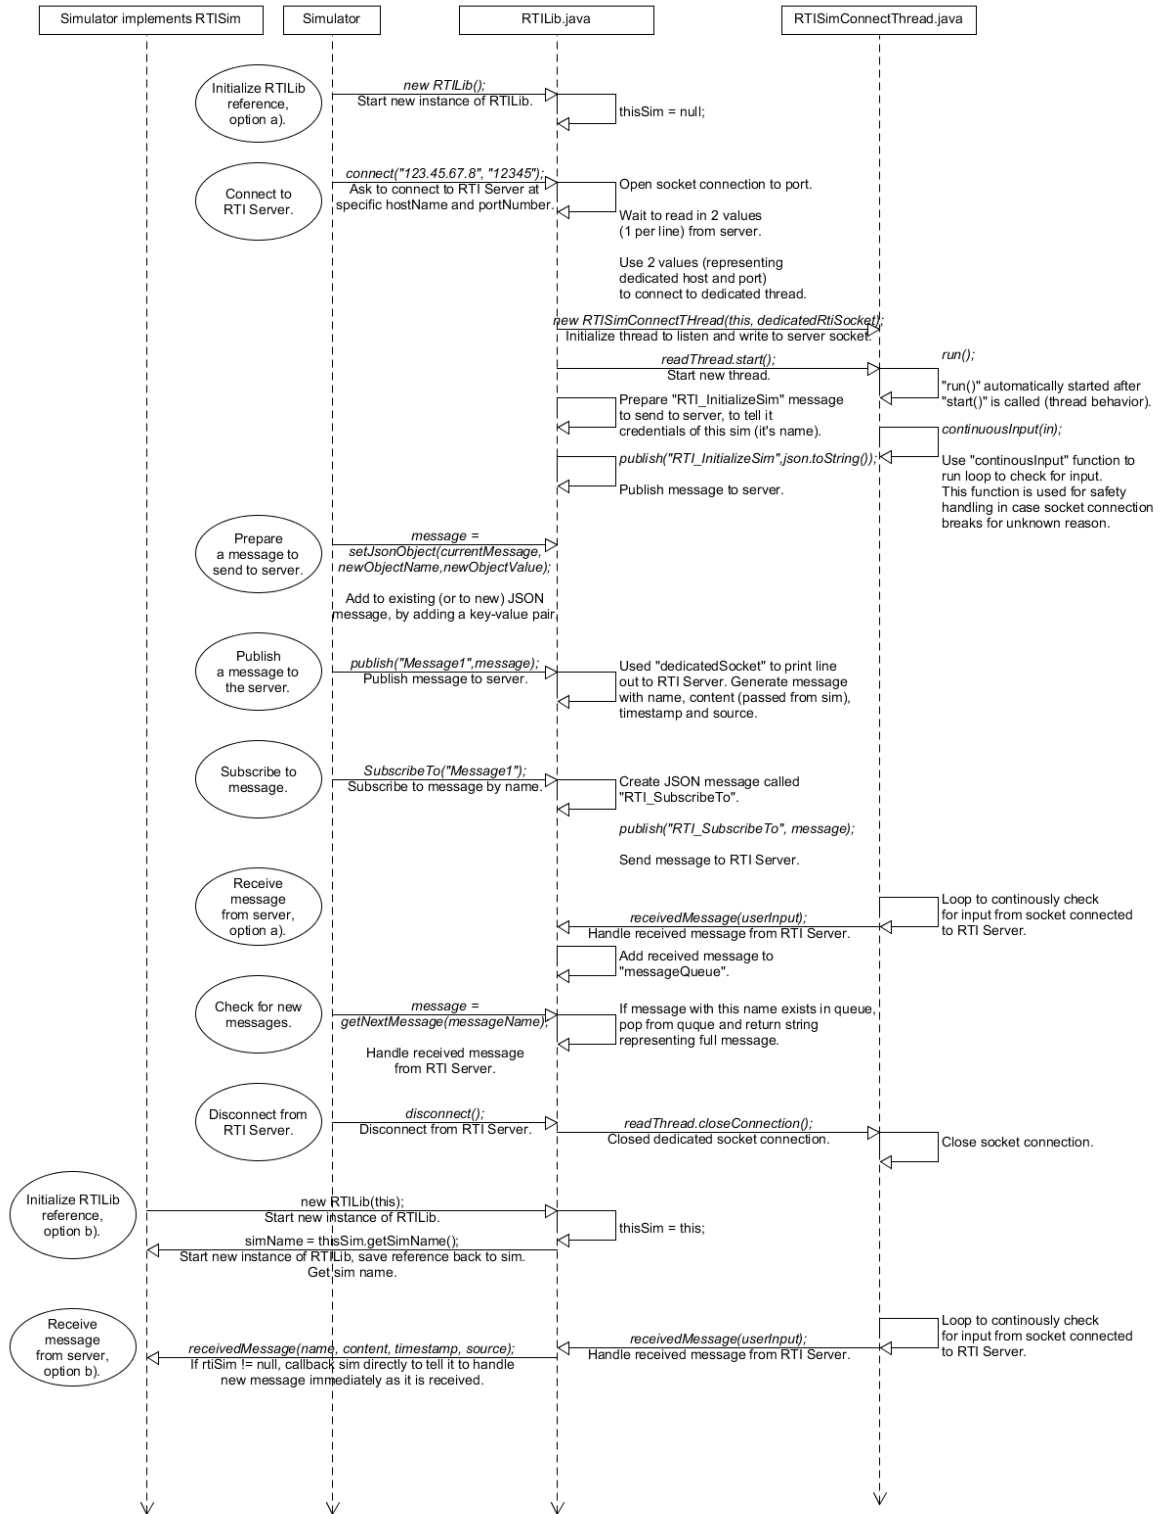 Simulator implements RTISim
Simulator
RTILib.java
RTISimConnectThread.java
Initialize RTILib
reference,
option a).
new RTILib();
Start new instance of RTILib.
thisSim = null;
Connect to
RTI Server.
connect("123.45.67.8", "12345");
Ask to connect to RTI Server at
specific hostName and portNumber.
Open socket connection to port.
Wait to read in 2 values
(1 per line) from server.
Use 2 values (representing
dedicated host and port)
to connect to dedicated thread.
new RTISimConnectTHread(this, dedicatedRtiSocket);
Initialize thread to listen and write to server socket.
readThread.start();
Start new thread.
run();
"run()" automatically started after
"start()" is called (thread behavior).
Prepare "RTI_InitializeSim" message
to send to server, to tell it
credentials of this sim (it's name).
continuousInput(in);
Use "continousInput" function to
run loop to check for input.
This function is used for safety
handling in case socket connection
breaks for unknown reason.
publish("RTI_InitializeSim",json.toString());
Publish message to server.
Prepare
a message to
send to server.
message =
setJsonObject(currentMessage,
newObjectName,newObjectValue);
Add to existing (or to new) JSON
message, by adding a key-value pair.
Publish
a message to
the server.
publish("Message1",message);
Publish message to server.
Used "dedicatedSocket" to print line
out to RTI Server. Generate message
with name, content (passed from sim),
timestamp and source.
Subscribe to
message.
SubscribeTo("Message1");
Subscribe to message by name.
Create JSON message called
"RTI_SubscribeTo".
publish("RTI_SubscribeTo", message);
Send message to RTI Server.
Receive
message
from server,
option a).
Loop to continously check
for input from socket connected
to RTI Server.
receivedMessage(userInput);
Handle received message from RTI Server.
Add received message to
"messageQueue".
Check for new
messages.
message =
getNextMessage(messageName);
Handle received message
from RTI Server.
If message with this name exists in queue,
pop from quque and return string
representing full message.
Disconnect from
RTI Server.
disconnect();
Disconnect from RTI Server.
readThread.closeConnection();
Closed dedicated socket connection.
Close socket connection.
Initialize RTILib
reference,
option b).
new RTILib(this);
Start new instance of RTILib.
thisSim = this;
simName = thisSim.getSimName();
Start new instance of RTILib, save reference back to sim.
Get sim name.
Receive
message
from server,
option b).
Loop to continously check
for input from socket connected
to RTI Server.
receivedMessage(userInput);
Handle received message from RTI Server.
receivedMessage(name, content, timestamp, source);
If rtiSim != null, callback sim directly to tell it to handle
new message immediately as it is received.